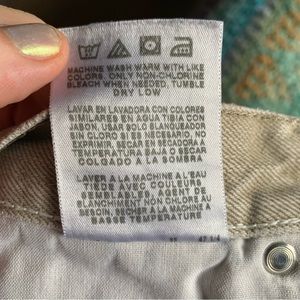 MACHINE WASH WARM WITH LIKE
COLORS. ONLY NON-CHLORINE
BLEACH WHEN NEEDED, TUMBLE
DRY LOW
LAVAR EN LAVADORA CON COLORES
SIMILARES EN AGUA TIBIA CON
JABON, USAR SOLO BLANQUEADOR
SIN CLORO SI ES NECESARIO, NO
EXPRIMIR, SECAR EN SECADORA A
TEMPERATURA BAJA O SECAR
COLGADO A LA SOMBRA
LAVER A LA MACHINE A L'EAU
TIEDE AVEC COULEURS
SEMBLABLES, AGENT DE
BLANCHIMENT NON CHLORE AU
BESOIN, SECHER A LA MACHINE A
BASSE TEMPERATURE